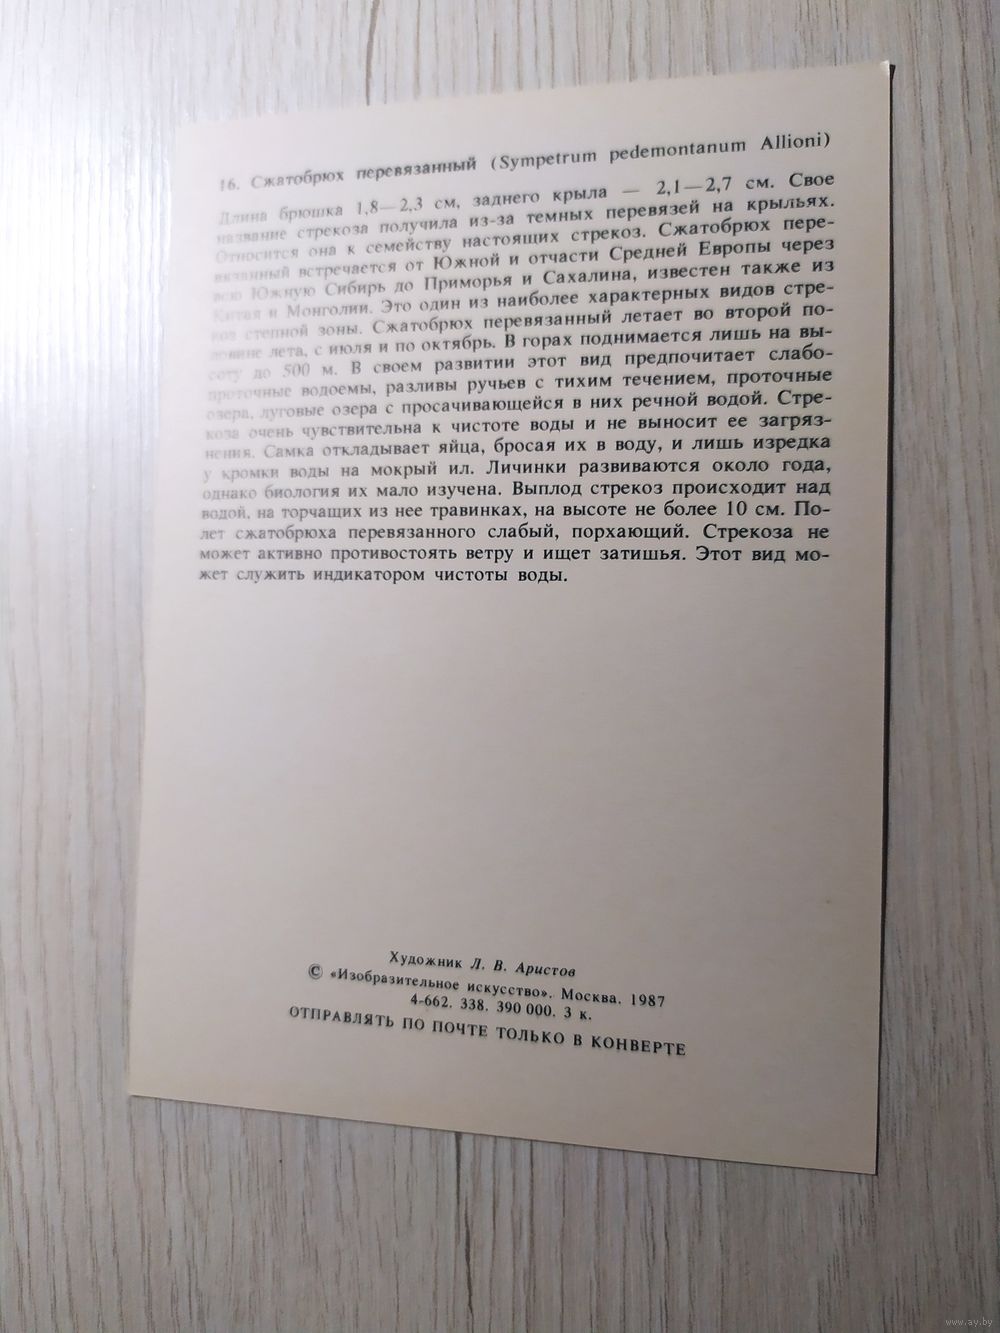 16. Сжатобрюх перевязанный (Sympetrum pedemontanum Allioni)
Длина брюшка 1,8—2,3 см, заднего крыла — 2,1—2,7 см. Свое
название стрекоза получила из-за темных перевязей на крыльях.
Относится она к семейству настоящих стрекоз. Сжатобрюх пере-
вязанный встречается от Южной и отчасти Средней Европы через
всю Южную Сибирь до Приморья и Сахалина, известен также из
Китая и Монголии. Это один из наиболее характерных видов стре-
коз степной зоны. Сжатобрюх перевязанный летает во второй по-
ловине лета, с июля и по октябрь. В горах поднимается лишь на вы-
соту до 500 м. В своем развитии этот вид предпочитает слабо-
проточные водоемы, разливы ручьев с тихим течением, проточные
озера, луговые озера с просачивающейся в них речной водой. Стре-
коза очень чувствительна к чистоте воды и не выносит ее загряз-
нения. Самка откладывает яйца, бросая их в воду, и лишь изредка
у кромки воды на мокрый ил. Личинки развиваются около года,
однако биология их мало изучена. Выплод стрекоз происходит над
водой, на торчащих из нее травинках, на высоте не более 10 см. По-
лет сжатобрюха перевязанного слабый, порхающий. Стрекоза не
может активно противостоять ветру и ищет затишья. Этот вид мо-
жет служить индикатором чистоты воды.
Художник Л. В. Аристов
© «Изобразительное искусство». Москва. 1987
4-662. 338. 390 000. 3 к.
ОТПРАВЛЯТЬ ПО ПОЧТЕ ТОЛЬКО В КОНВЕРТЕ
www.ay.by